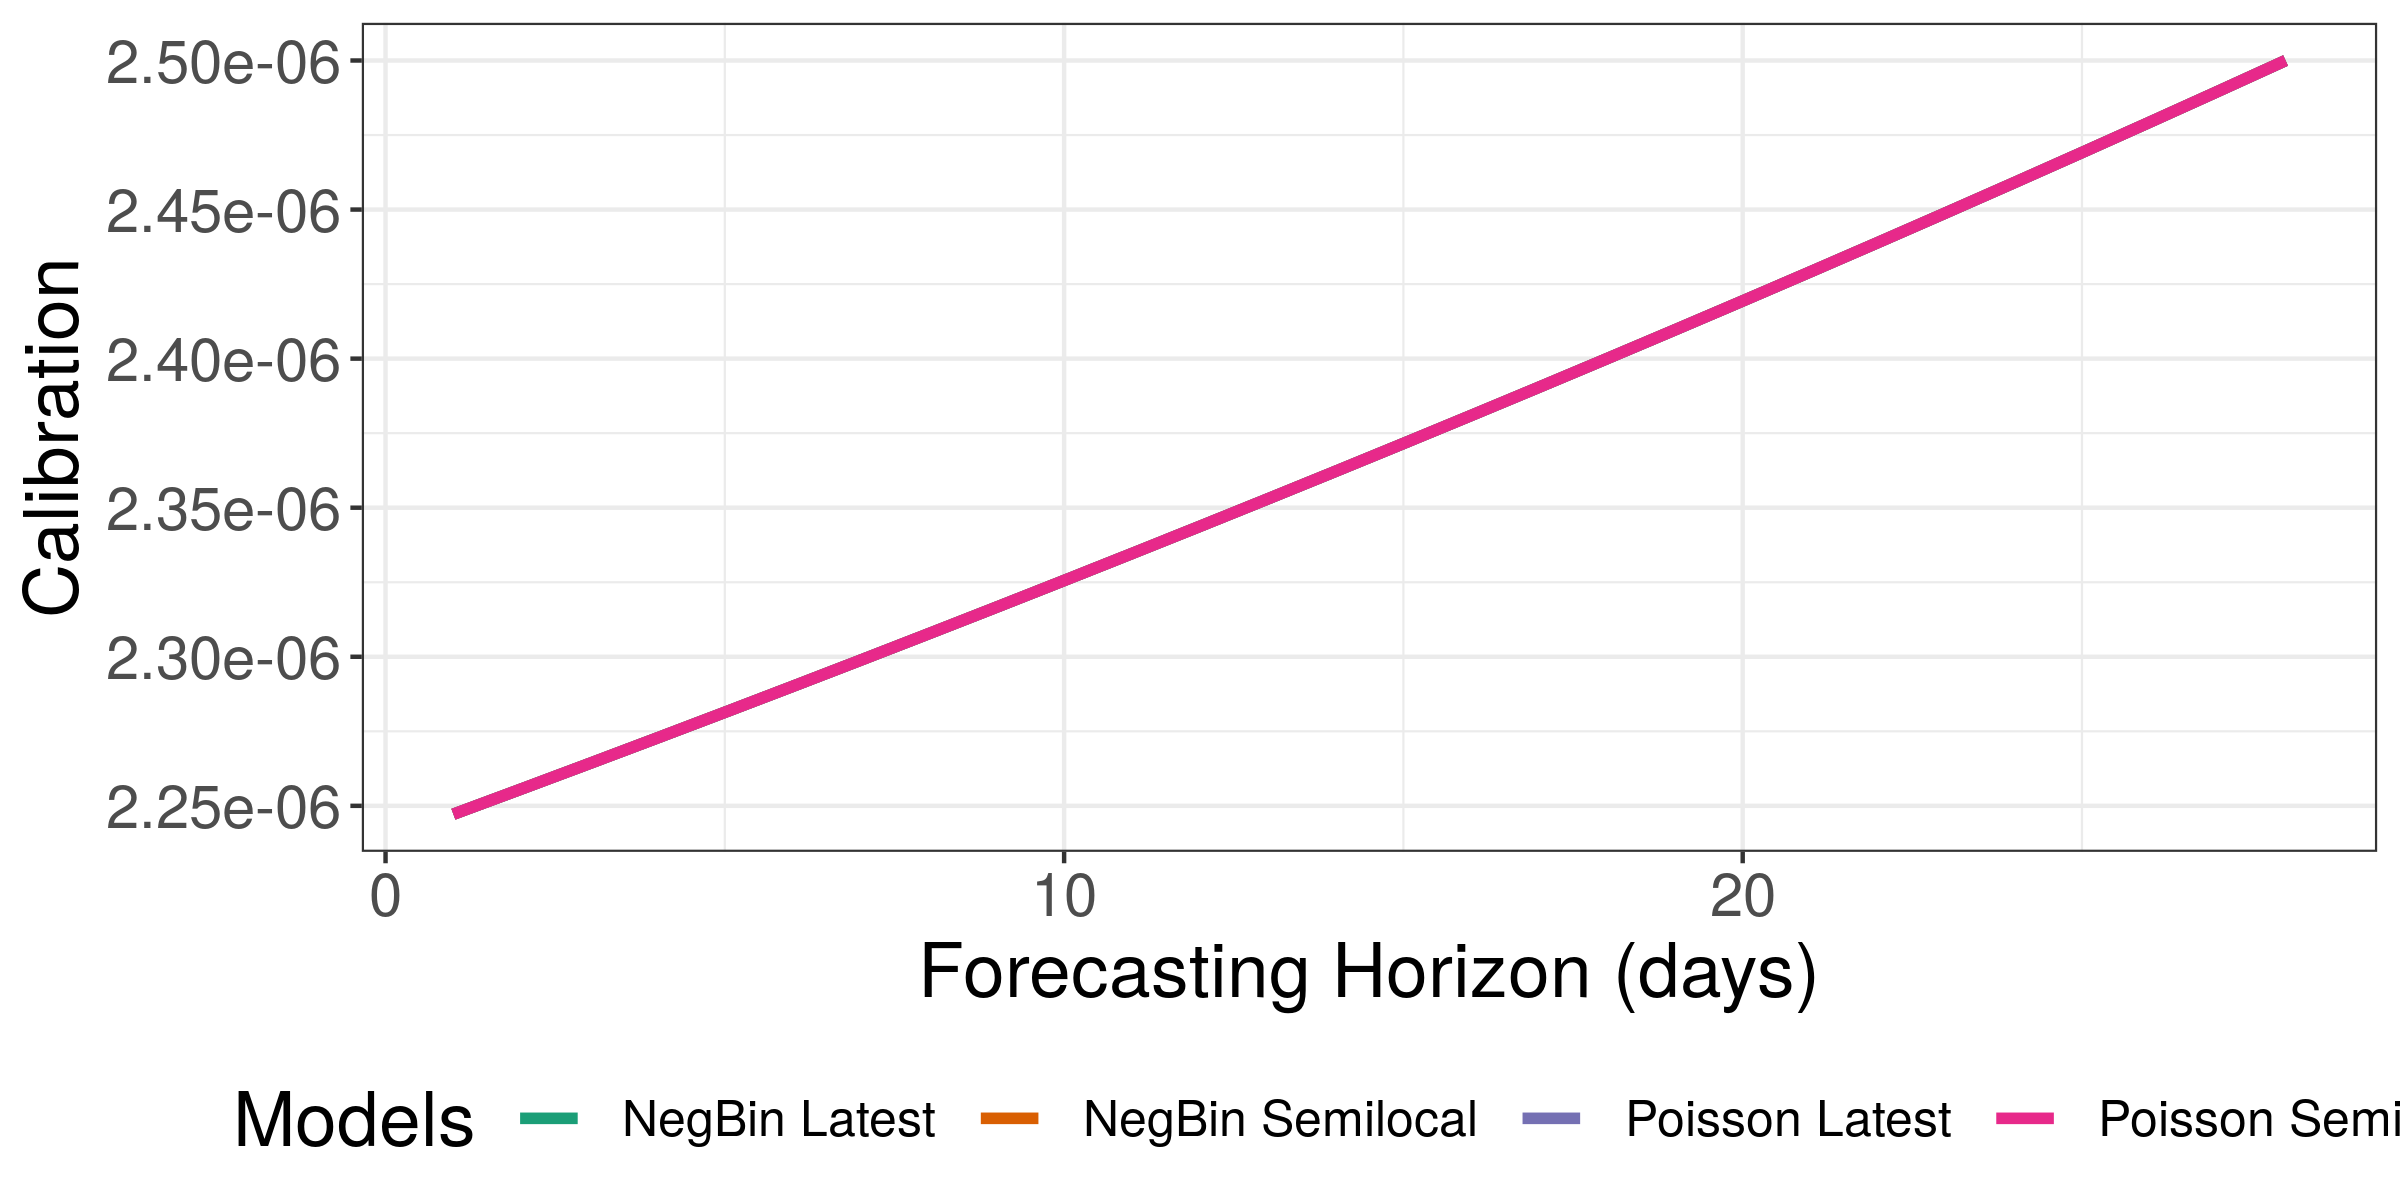 2.50e-06
2.45e-06
2.40e-06
2.35e-06
2.30e-06
2.25e-06
Calibration
0 10 20
Forecasting Horizon (days)
Models NegBin Latest NegBin Semilocal Poisson Latest Poisson Semi